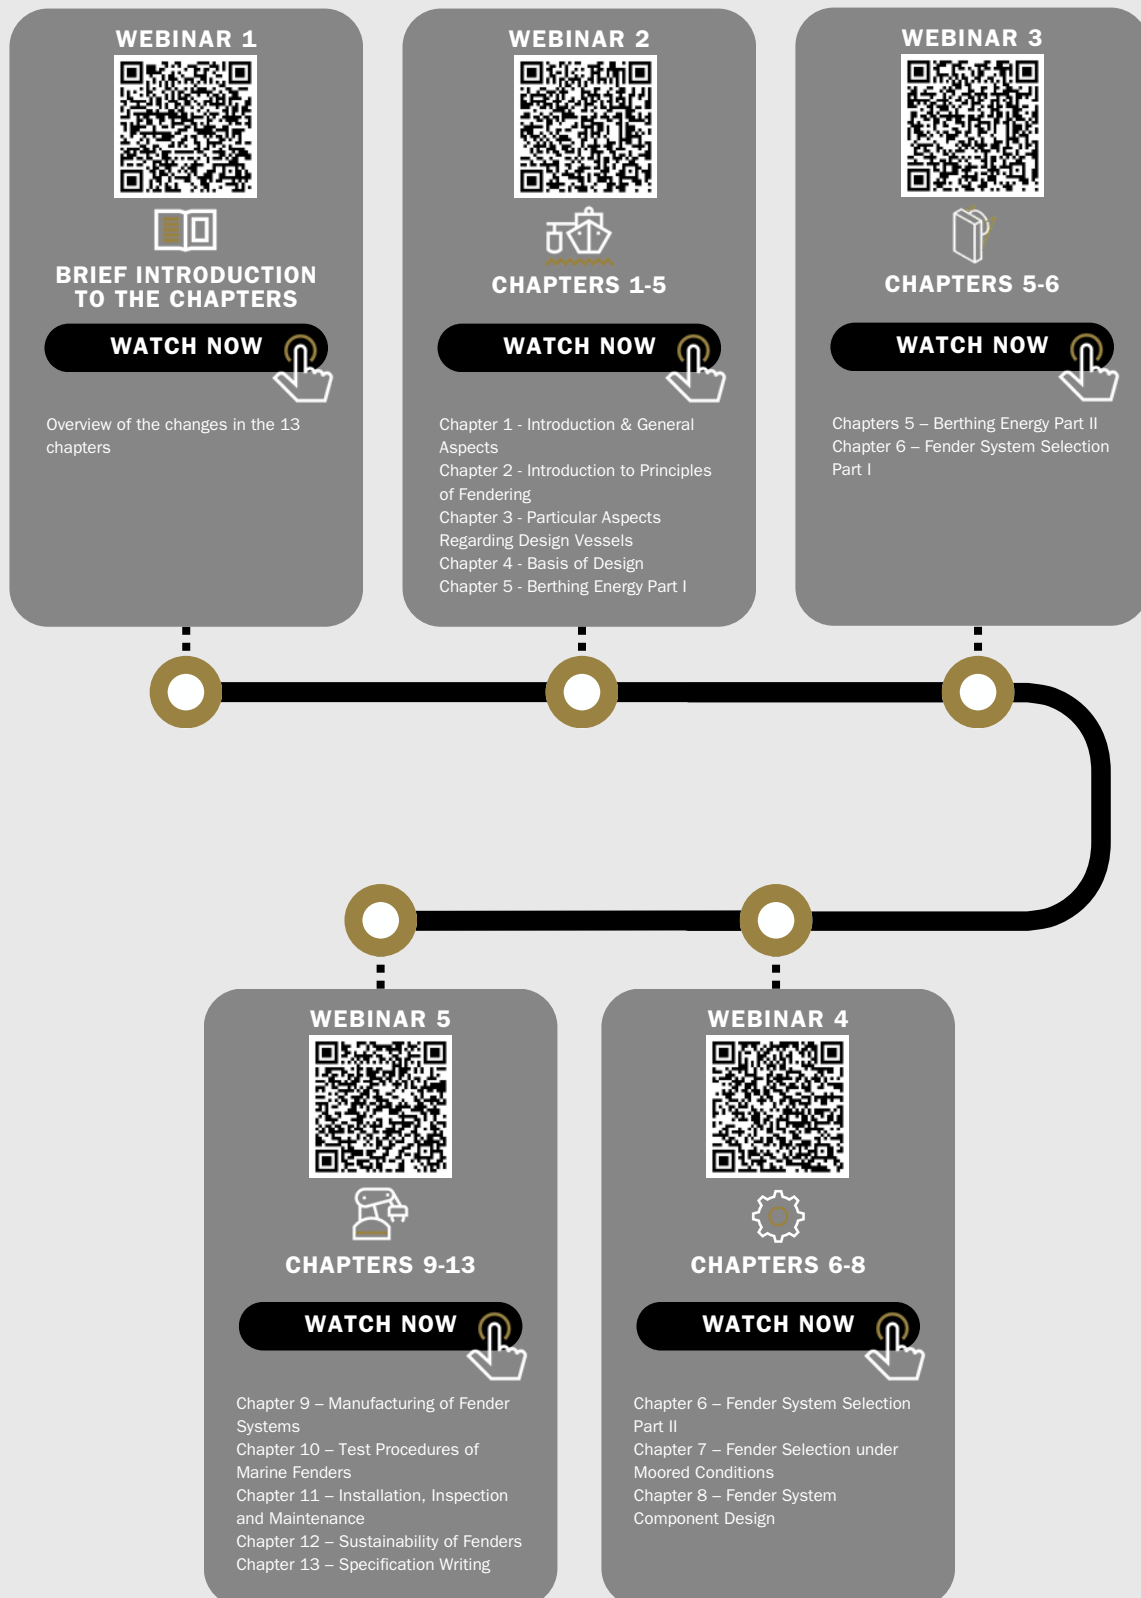 WEBINAR 1
BRIEF INTRODUCTION
TO THE CHAPTERS
WATCH NOW
Overview of the changes in the 13
chapters
WEBINAR 2
CHAPTERS 1-5
WATCH NOW
Chapter 1 - Introduction & General
Aspects
Chapter 2 - Introduction to Principles
of Fendering
Chapter 3 - Particular Aspects
Regarding Design Vessels
Chapter 4 - Basis of Design
Chapter 5 - Berthing Energy Part I
WEBINAR 3
CHAPTERS 5-6
WATCH NOW
Chapters 5 – Berthing Energy Part II
Chapter 6 – Fender System Selection
Part I
WEBINAR 5
CHAPTERS 9-13
WATCH NOW
Chapter 9 – Manufacturing of Fender
Systems
Chapter 10 – Test Procedures of
Marine Fenders
Chapter 11 – Installation, Inspection
and Maintenance
Chapter 12 – Sustainability of Fenders
Chapter 13 – Specification Writing
WEBINAR 4
CHAPTERS 6-8
WATCH NOW
Chapter 6 – Fender System Selection
Part II
Chapter 7 – Fender Selection under
Moored Conditions
Chapter 8 – Fender System
Component Design